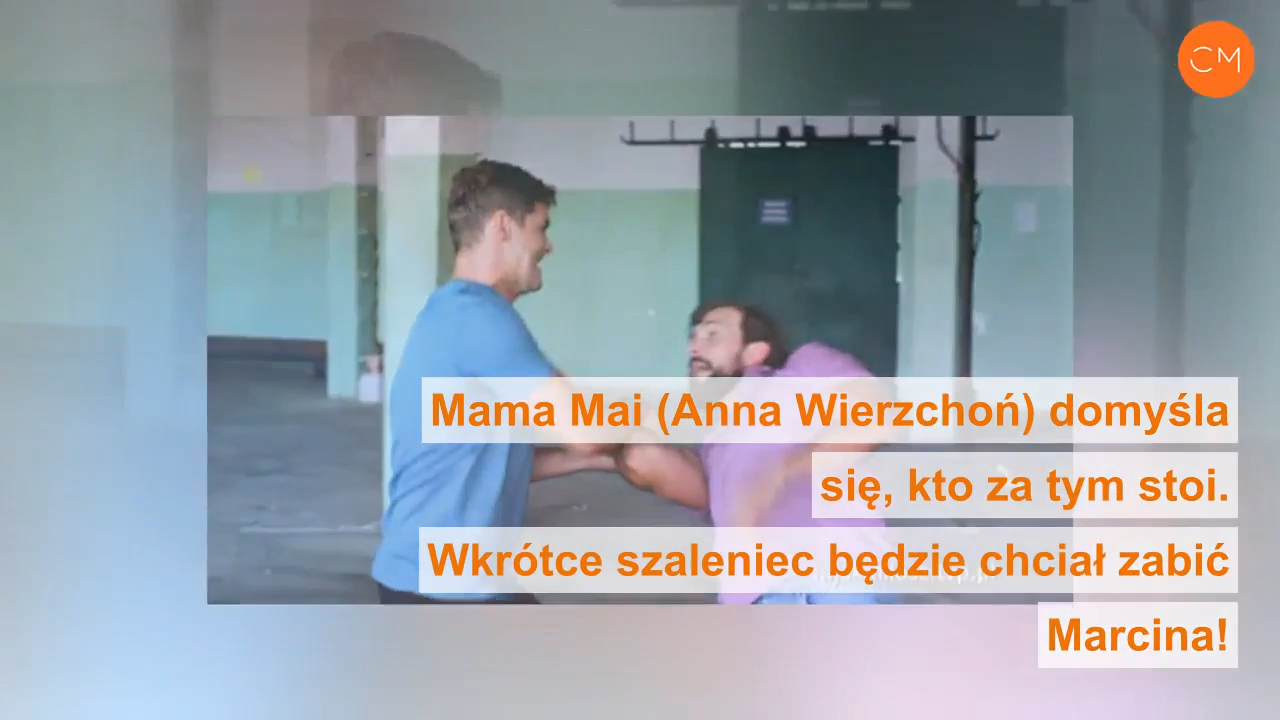 CM
Mama Mai (Anna Wierzchoń) domyśla
się, kto za tym stoi.
Wkrótce szaleniec będzie chciał zabić
Marcina!